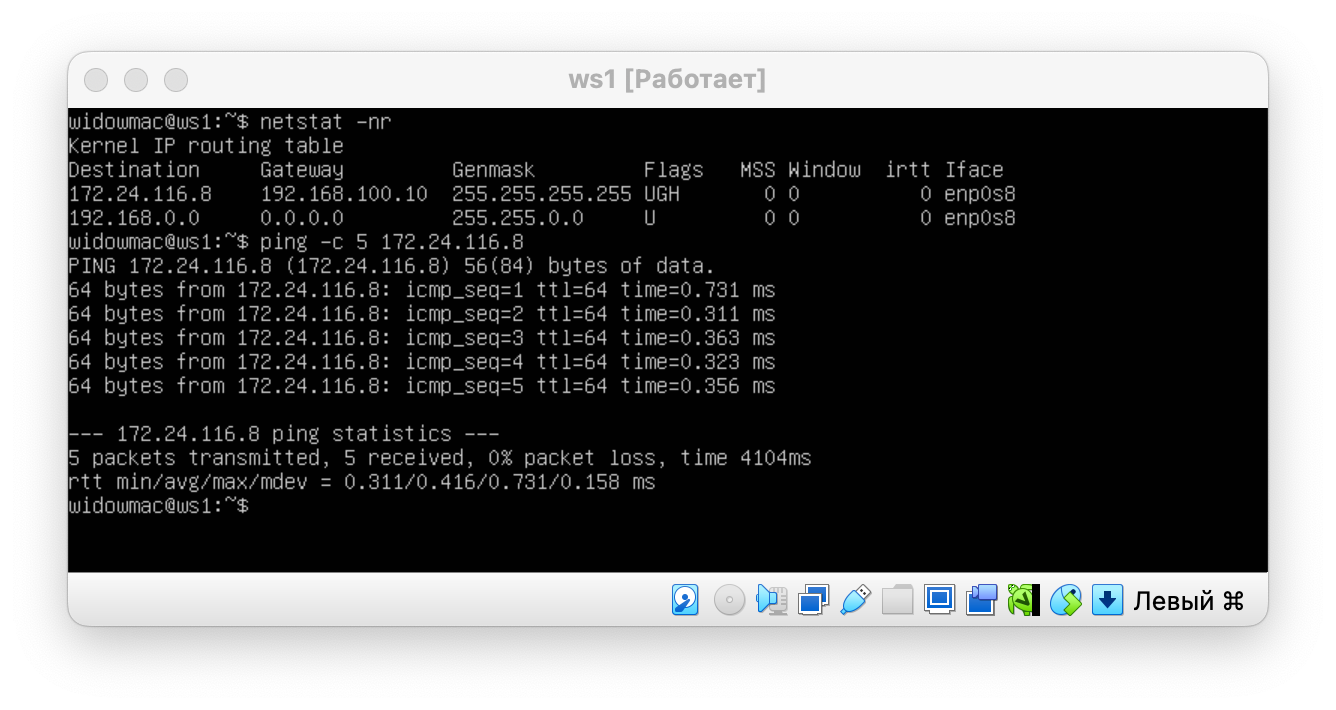 ws1 [Работает]
widowmac@ws1:~$ netstat -nr
Kernel IP routing table
Destination     Gateway         Genmask         Flags   MSS Window  irtt Iface
172.24.116.8    192.168.100.10  255.255.255.255 UGH       0 0          0 enp0s8
192.168.0.0     0.0.0.0         255.255.0.0     U         0 0          0 enp0s8
widowmac@ws1:~$ ping -c 5 172.24.116.8
PING 172.24.116.8 (172.24.116.8) 56(84) bytes of data.
64 bytes from 172.24.116.8: icmp_seq=1 ttl=64 time=0.731 ms
64 bytes from 172.24.116.8: icmp_seq=2 ttl=64 time=0.311 ms
64 bytes from 172.24.116.8: icmp_seq=3 ttl=64 time=0.363 ms
64 bytes from 172.24.116.8: icmp_seq=4 ttl=64 time=0.323 ms
64 bytes from 172.24.116.8: icmp_seq=5 ttl=64 time=0.356 ms
--- 172.24.116.8 ping statistics ---
5 packets transmitted, 5 received, 0% packet loss, time 4104ms
rtt min/avg/max/mdev = 0.311/0.416/0.731/0.158 ms
widowmac@ws1:~$
Левый ⌘